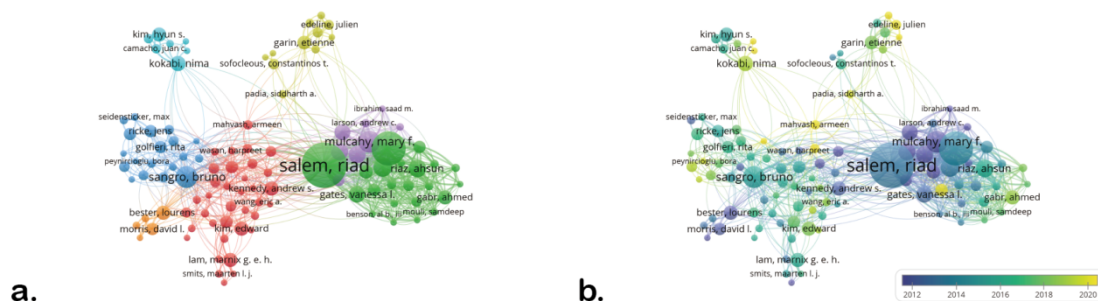 kim, hyun s.
camacho, juan c.
kokabi, nima
edeline, julien
garin, etienne
sofocleous, constantinos t.
padia, siddharth a.
ibrahim, saad m.
larson, andrew c.
mulcahy, mary f.
mahvash, armeen
seidensticker, max
ricke, jens
golfieri, rita
peynircioglu, bora
wasan, harpreet
salem, riad
riaz, ahsun
sangro, bruno
kennedy, andrew s.
gates, vanessa l.
gabr, ahmed
wang, eric a.
bester, lourens
morris, david l.
kim, edward
mouli, samdeep
lam, marnix g. e. h.
smits, maarten l. j.
a.
kim, hyun s.
camacho, juan c.
kokabi, nima
edeline, julien
garin, etienne
sofocleous, constantinos t.
padia, siddharth a.
ibrahim, saad m.
larson, andrew c.
mulcahy, mary f.
mahvash, armeen
seidensticker, max
ricke, jens
golfieri, rita
peynircioglu, bora
wasan, harpreet
salem, riad
riaz, ahsun
sangro, bruno
kennedy, andrew s.
gates, vanessa l.
gabr, ahmed
wang, eric a.
bester, lourens
morris, david l.
kim, edward
mouli, samdeep
lam, marnix g. e. h.
smits, maarten l. j.
b.
2012 2014 2016 2018 2020